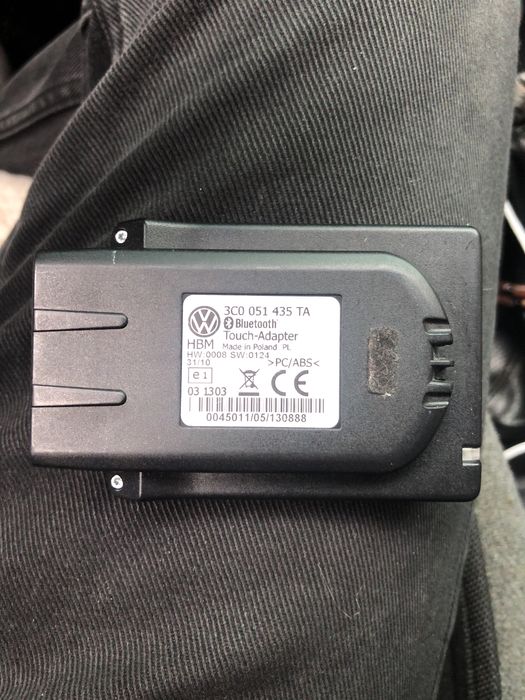 3C0 051 435 TA
Bluetooth®
Touch-Adapter
HBM Made in Poland PL
HW:0008 SW:0124
31/10 >PC/ABS<
e1
03 1303 CE
0045011/05/130888